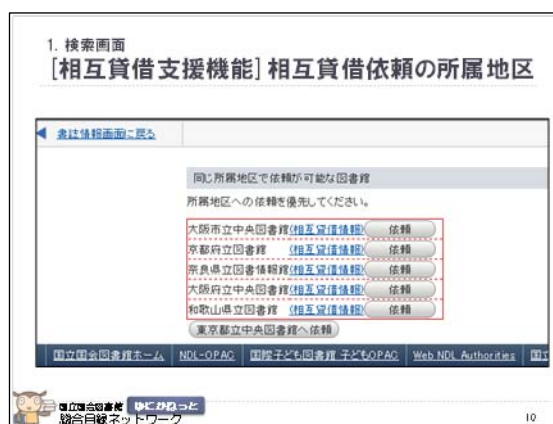 1. 検索画面
[相互貸借支援機能] 相互貸借依頼の所属地区
書誌情報画面に戻る
同じ所属地区で依頼が可能な図書館
所属地区への依頼を優先してください。
大阪市立中央図書館(相互貸借情報) 依頼
京都府立図書館 (相互貸借情報) 依頼
奈良県立図書情報館(相互貸借情報) 依頼
大阪府立中央図書館(相互貸借情報) 依頼
和歌山県立図書館 (相互貸借情報) 依頼
東京都立中央図書館へ依頼
国立国会図書館ホーム NDL-OPAC 国際子ども図書館 子どもOPAC Web NDL Authorities 国立
国立国会図書館 ゆにかねっと
総合目録ネットワーク
10